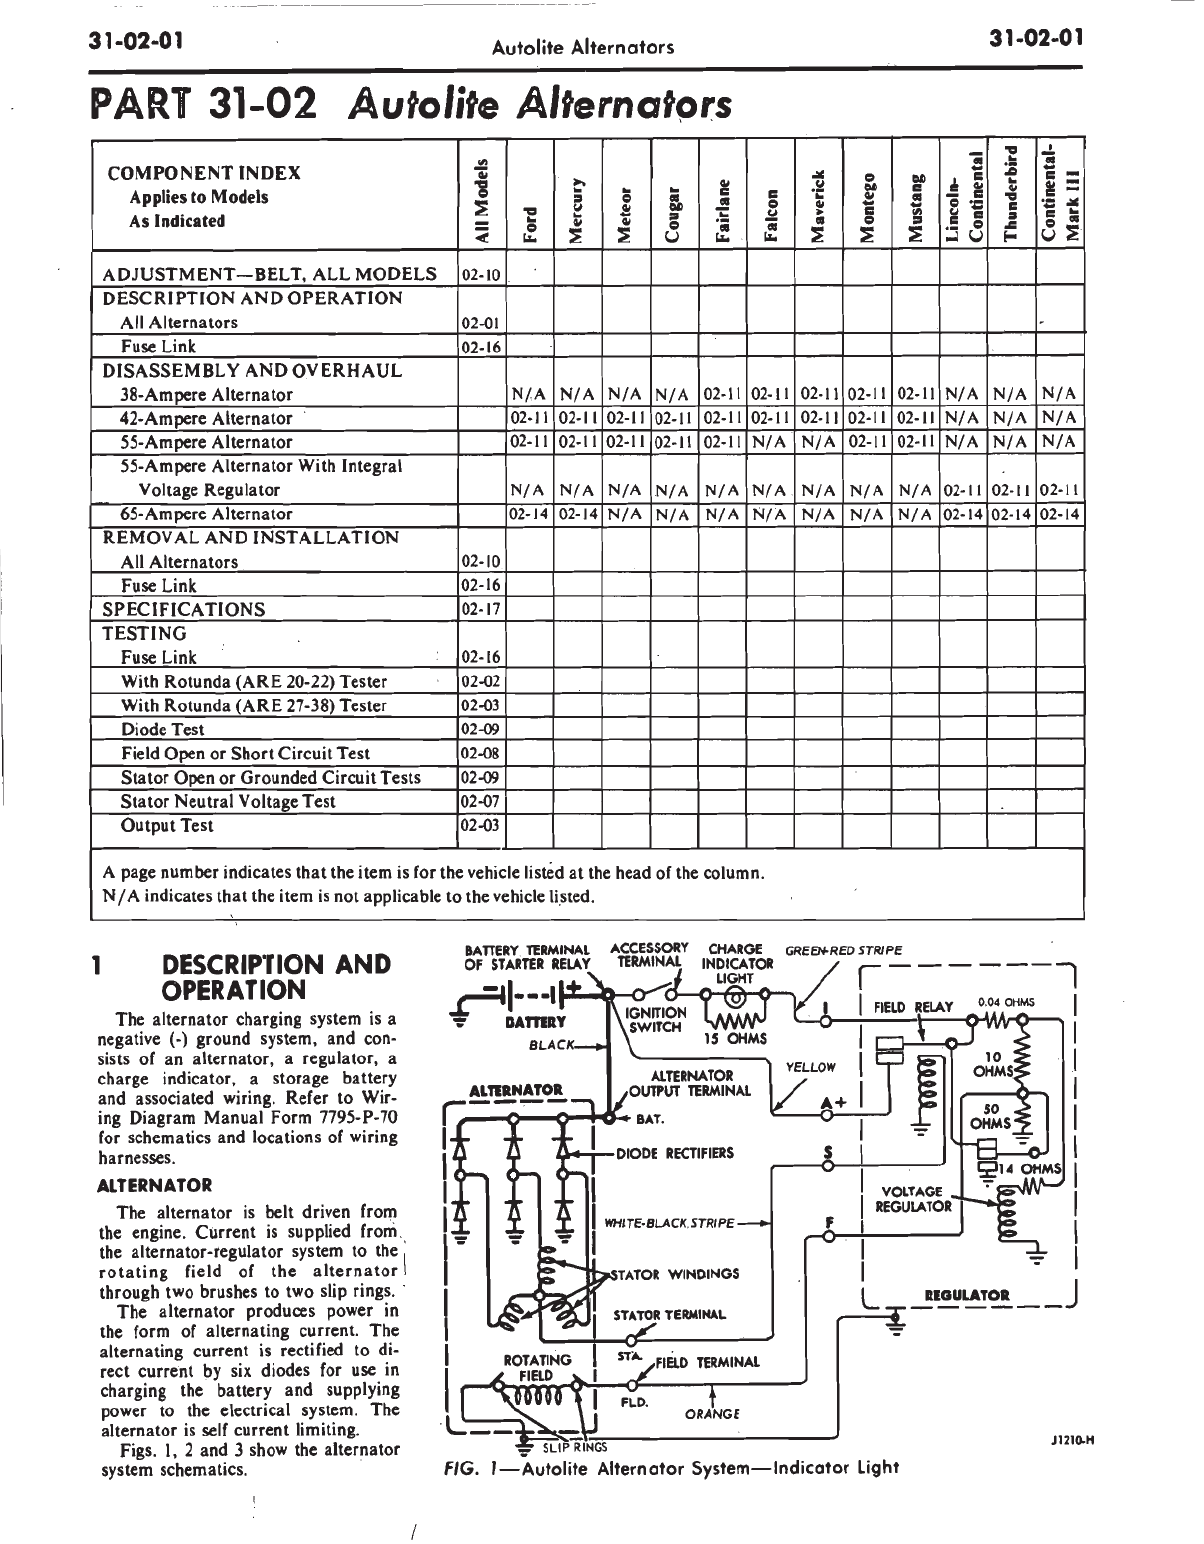 31-02-01 Autolite Alternators 31-02-01
PART 31-02 Autolite Alternators
COMPONENT INDEX
Applies to Models
As Indicated
All Models
Ford
Mercury
Meteor
Cougar
Fairlane
Falcon
Maverick
Montego
Mustang
Lincoln-
Continental
Thunderbird
Continental-
Mark III
ADJUSTMENT—BELT, ALL MODELS 02-10
DESCRIPTION AND OPERATION
All Alternators 02-01
Fuse Link 02-16
DISASSEMBLY AND OVERHAUL
38-Ampere Alternator N/A N/A N/A N/A 02-11 02-11 02-11 02-11 02-11 N/A N/A N/A
42-Ampere Alternator 02-11 02-11 02-11 02-11 02-11 02-11 02-11 02-11 02-11 N/A N/A N/A
55-Ampere Alternator 02-11 02-11 02-11 02-11 02-11 N/A N/A 02-11 02-11 N/A N/A N/A
55-Ampere Alternator With Integral
Voltage Regulator N/A N/A N/A N/A N/A N/A N/A N/A N/A 02-11 02-11 02-11
65-Ampere Alternator 02-14 02-14 N/A N/A N/A N/A N/A N/A N/A 02-14 02-14 02-14
REMOVAL AND INSTALLATION
All Alternators 02-10
Fuse Link 02-16
SPECIFICATIONS 02-17
TESTING
Fuse Link 02-16
With Rotunda (ARE 20-22) Tester 02-02
With Rotunda (ARE 27-38) Tester 02-03
Diode Test 02-09
Field Open or Short Circuit Test 02-08
Stator Open or Grounded Circuit Tests 02-09
Stator Neutral Voltage Test 02-07
Output Test 02-03
A page number indicates that the item is for the vehicle listed at the head of the column.
N/A indicates that the item is not applicable to the vehicle listed.
1 DESCRIPTION AND
OPERATION
The alternator charging system is a
negative (-) ground system, and con-
sists of an alternator, a regulator, a
charge indicator, a storage battery
and associated wiring. Refer to Wir-
ing Diagram Manual Form 7795-P-70
for schematics and locations of wiring
harnesses.
ALTERNATOR
The alternator is belt driven from
the engine. Current is supplied from
the alternator-regulator system to the
rotating field of the alternator
through two brushes to two slip rings.
The alternator produces power in
the form of alternating current. The
alternating current is rectified to di-
rect current by six diodes for use in
charging the battery and supplying
power to the electrical system. The
alternator is self current limiting.
Figs. 1, 2 and 3 show the alternator
system schematics.
BATTERY TERMINAL
OF STARTER RELAY
ACCESSORY
TERMINAL
CHARGE
INDICATOR
LIGHT
GREEN-RED STRIPE
- +
BATTERY
IGNITION
SWITCH
15 OHMS
I
FIELD RELAY
0.04 OHMS
BLACK
ALTERNATOR
OUTPUT TERMINAL
YELLOW
10
OHMS
ALTERNATOR
BAT.
A+
50
OHMS
DIODE RECTIFIERS
S
14 OHMS
VOLTAGE
REGULATOR
WHITE-BLACK STRIPE
F
STATOR WINDINGS
REGULATOR
STATOR TERMINAL
STA.
ROTATING
FIELD
FIELD TERMINAL
FLD.
ORANGE
SLIP RINGS
J1210-H
FIG. 1—Autolite Alternator System—Indicator Light